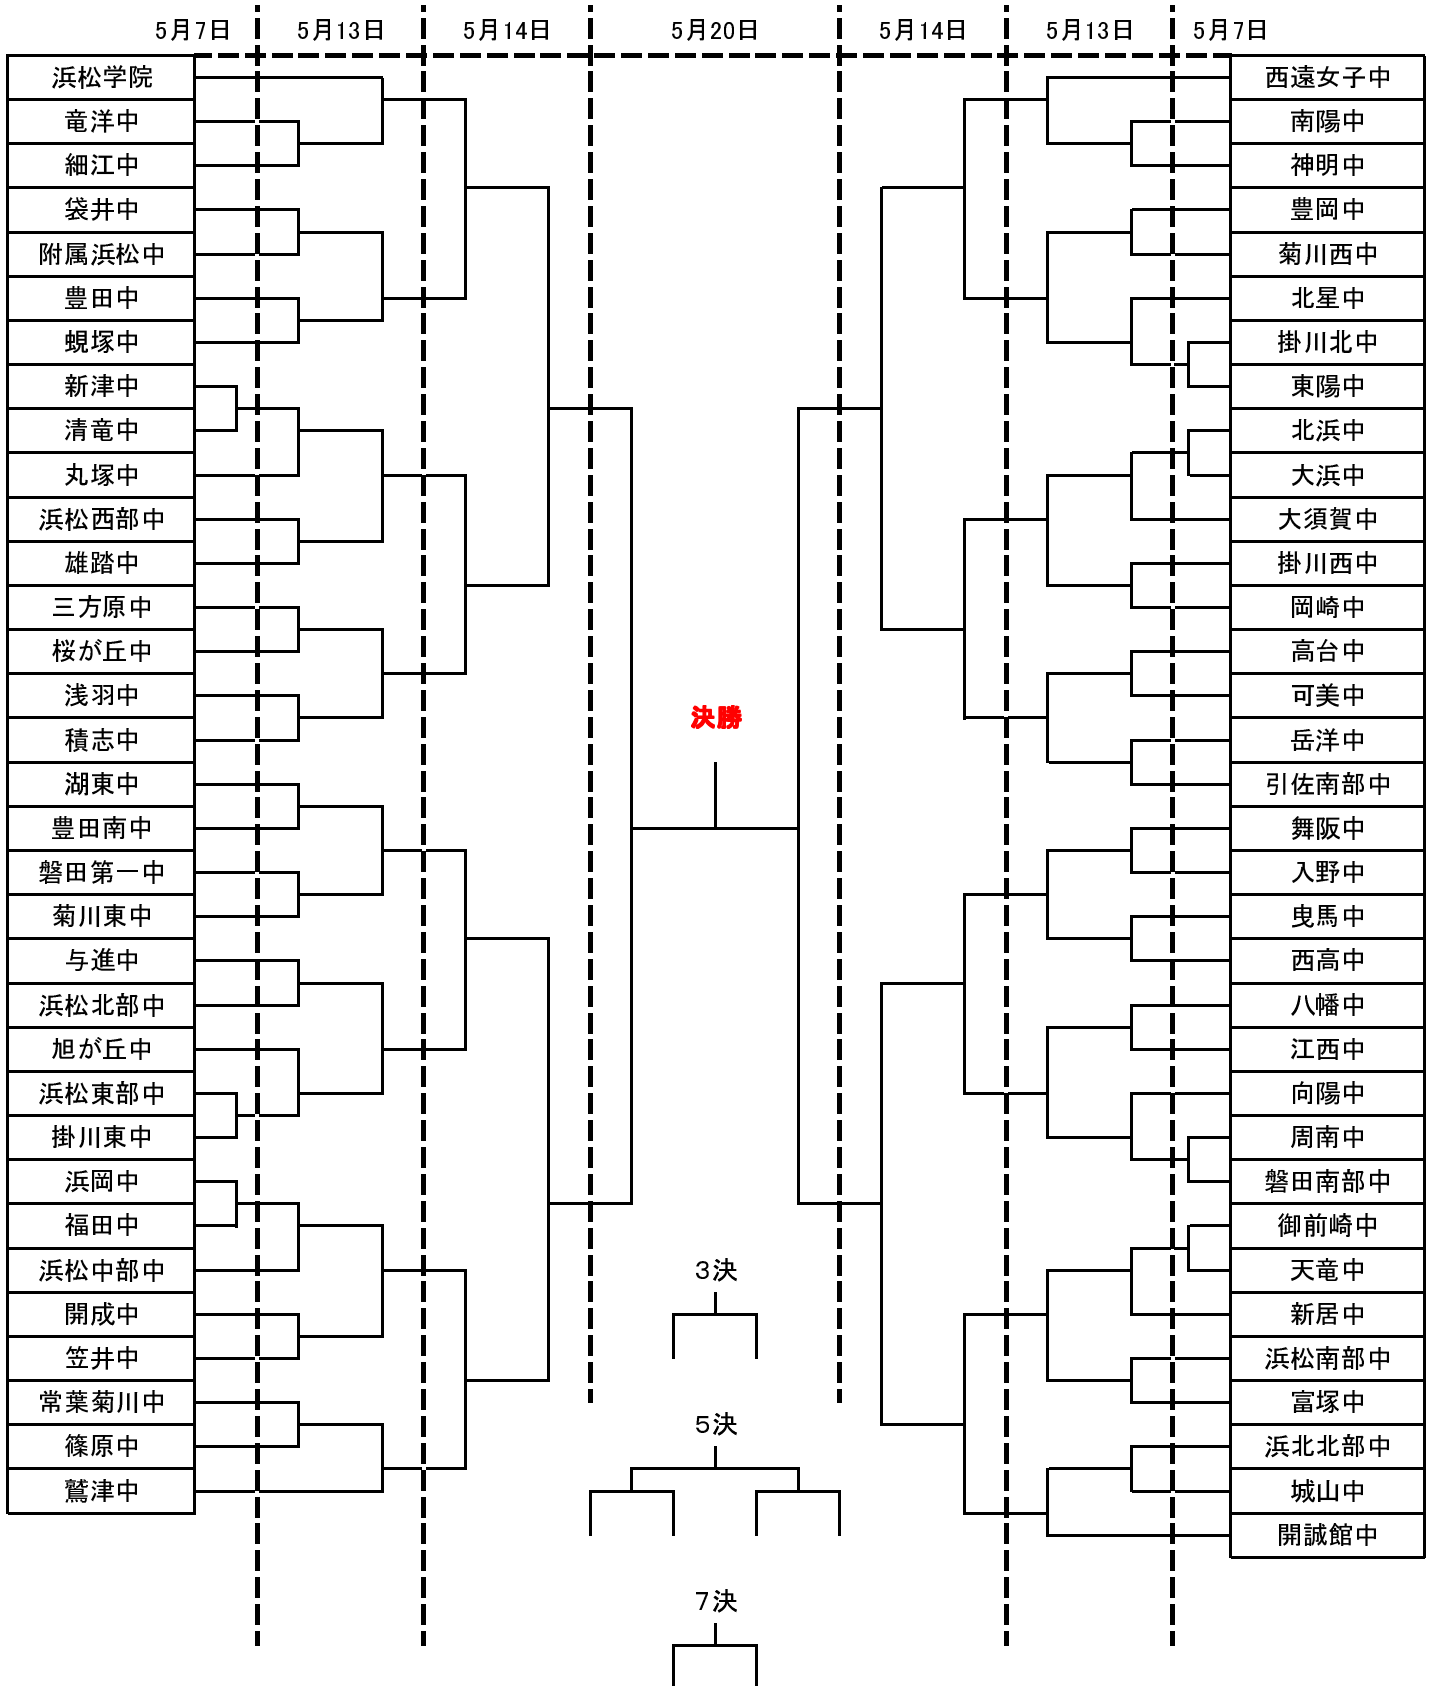 5月7日 5月13日 5月14日 5月20日 5月14日 5月13日 5月7日
浜松学院
竜洋中
細江中
袋井中
附属浜松中
豊田中
蜆塚中
新津中
清竜中
丸塚中
浜松西部中
雄踏中
三方原中
桜が丘中
浅羽中
積志中
湖東中
豊田南中
磐田第一中
菊川東中
与進中
浜松北部中
旭が丘中
浜松東部中
掛川東中
浜岡中
福田中
浜松中部中
開成中
笠井中
常葉菊川中
篠原中
鷲津中
決勝
3決
5決
7決
西遠女子中
南陽中
神明中
豊岡中
菊川西中
北星中
掛川北中
東陽中
北浜中
大浜中
大須賀中
掛川西中
岡崎中
高台中
可美中
岳洋中
引佐南部中
舞阪中
入野中
曳馬中
西高中
八幡中
江西中
向陽中
周南中
磐田南部中
御前崎中
天竜中
新居中
浜松南部中
富塚中
浜北北部中
城山中
開誠館中